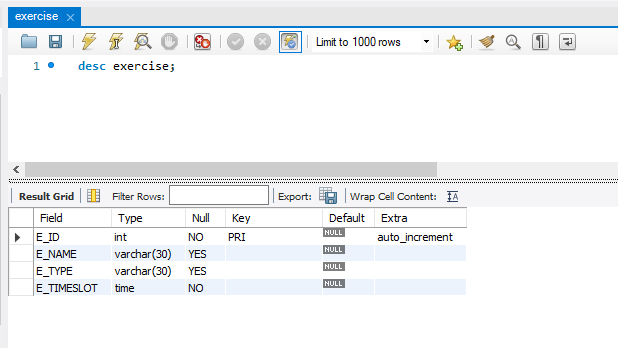 exercise
Limit to 1000 rows
1 desc exercise;
Result Grid Filter Rows: Export: Wrap Cell Content:
Field Type Null Key Default Extra
E_ID int NO PRI NULL auto_increment
E_NAME varchar(30) YES NULL
E_TYPE varchar(30) YES NULL
E_TIMESLOT time NO NULL